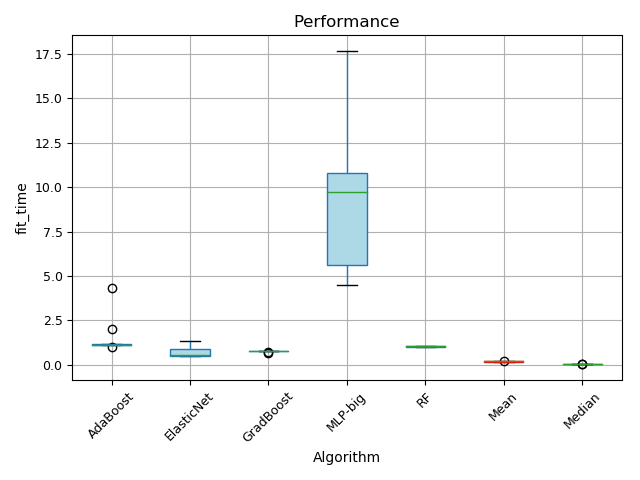 Performance
fit_time
17.5
15.0
12.5
10.0
7.5
5.0
2.5
0.0
AdaBoost
ElasticNet
GradBoost
MLP-big
RF
Mean
Median
Algorithm